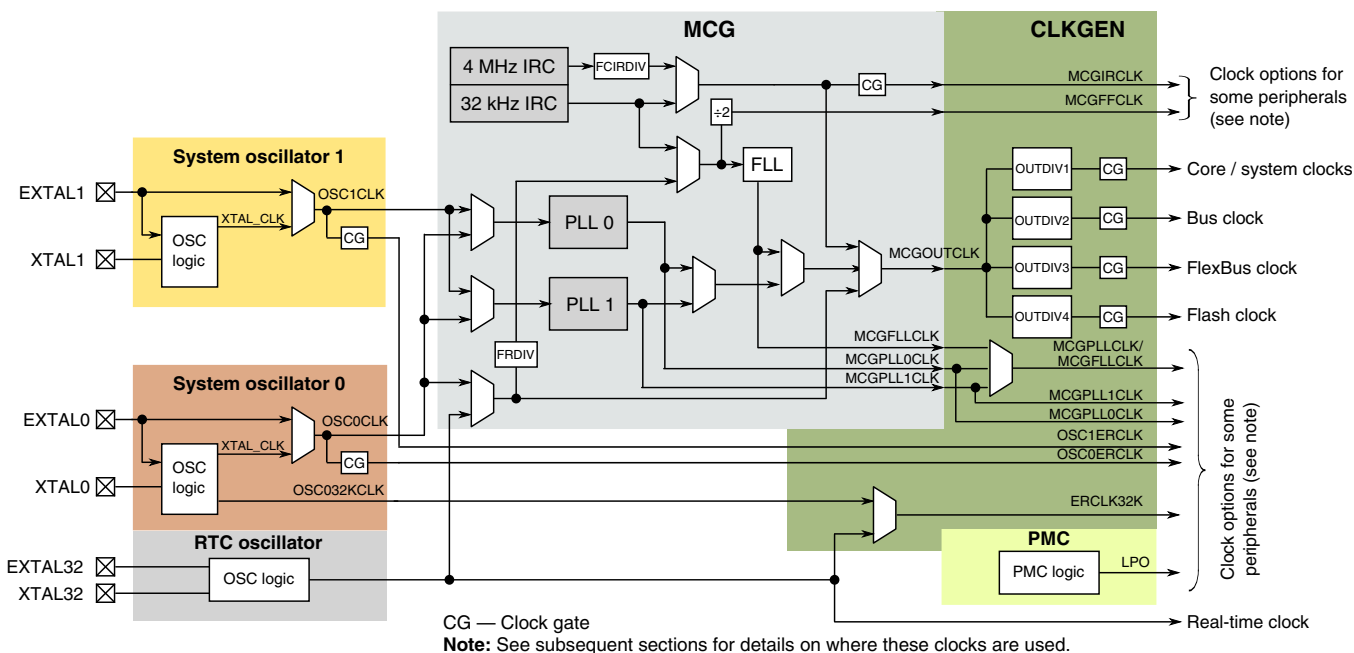 MCG
CLKGEN
4 MHz IRC
FCIRDIV
32 kHz IRC
CG
MCGIRCLK
MCGFFCLK
Clock options for
some peripherals
(see note)
÷2
FLL
System oscillator 1
EXTAL1
XTAL1
OSC
logic
XTAL_CLK
OSC1CLK
CG
PLL 0
PLL 1
FRDIV
MCGOUTCLK
OUTDIV1
CG
Core / system clocks
OUTDIV2
CG
Bus clock
OUTDIV3
CG
FlexBus clock
OUTDIV4
CG
Flash clock
MCGFLLCLK
MCGPLL0CLK
MCGPLL1CLK
MCGPLLCLK/
MCGFLLCLK
MCGPLL1CLK
MCGPLL0CLK
OSC1ERCLK
OSC0ERCLK
System oscillator 0
EXTAL0
XTAL0
OSC
logic
XTAL_CLK
OSC0CLK
CG
OSC032KCLK
ERCLK32K
Clock options for some
peripherals (see note)
RTC oscillator
EXTAL32
XTAL32
OSC logic
PMC
PMC logic
LPO
Real-time clock
CG — Clock gate
Note: See subsequent sections for details on where these clocks are used.